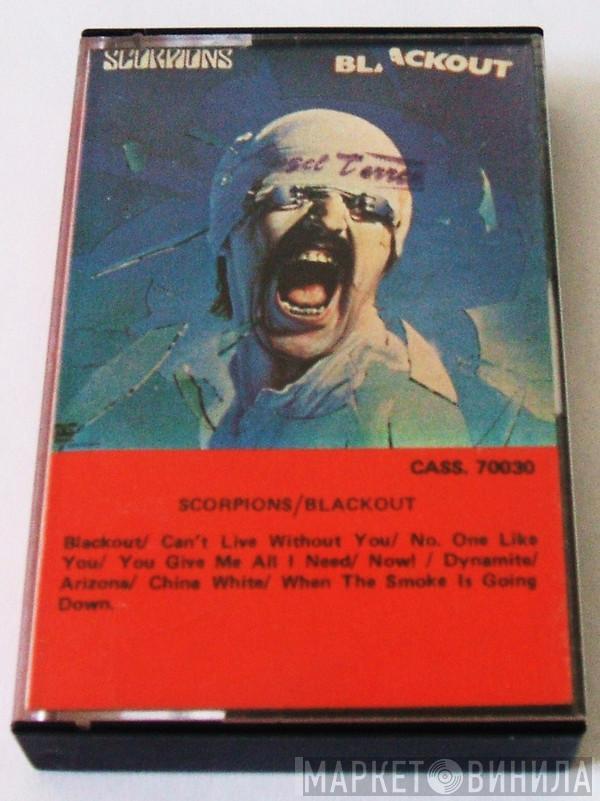 SCORPIONS
BLACKOUT
CASS. 70030
SCORPIONS/BLACKOUT
Blackout/ Can't Live Without You/ No. One Like
You/ You Give Me All I Need/ Now! / Dynamite/
Arizona/ China White/ When The Smoke Is Going
Down.
МАРКЕТ ВИНИЛА